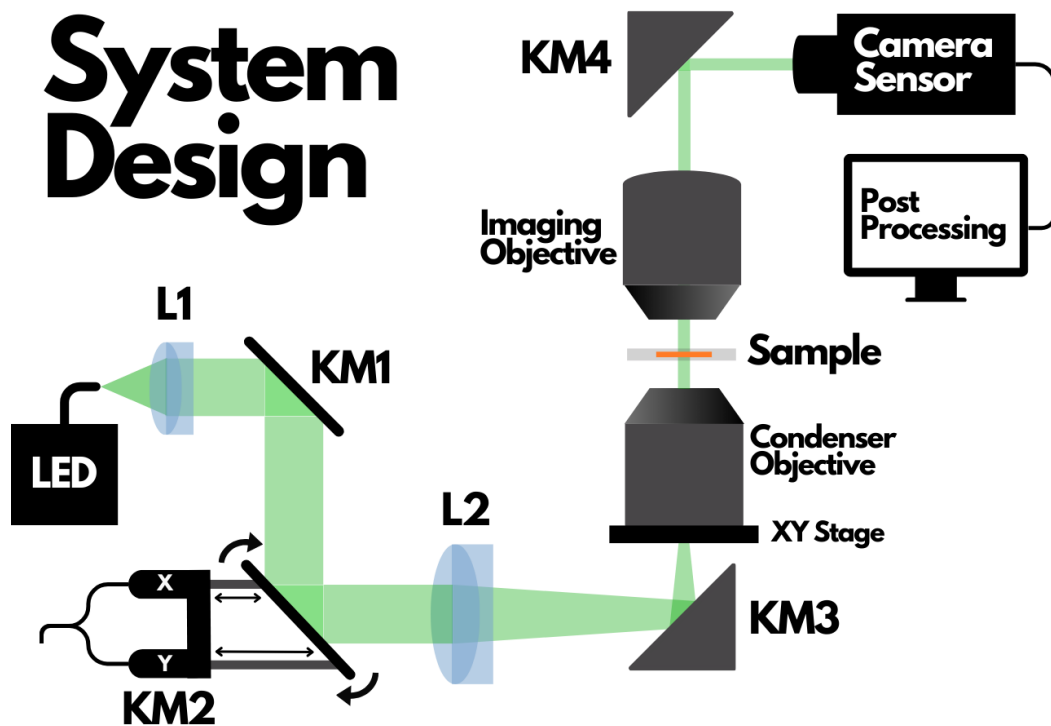 System
Design
KM4
Camera
Sensor
Post
Processing
Imaging
Objective
L1
KM1
Sample
LED
Condenser
Objective
L2
XY Stage
X
Y
KM2
KM3